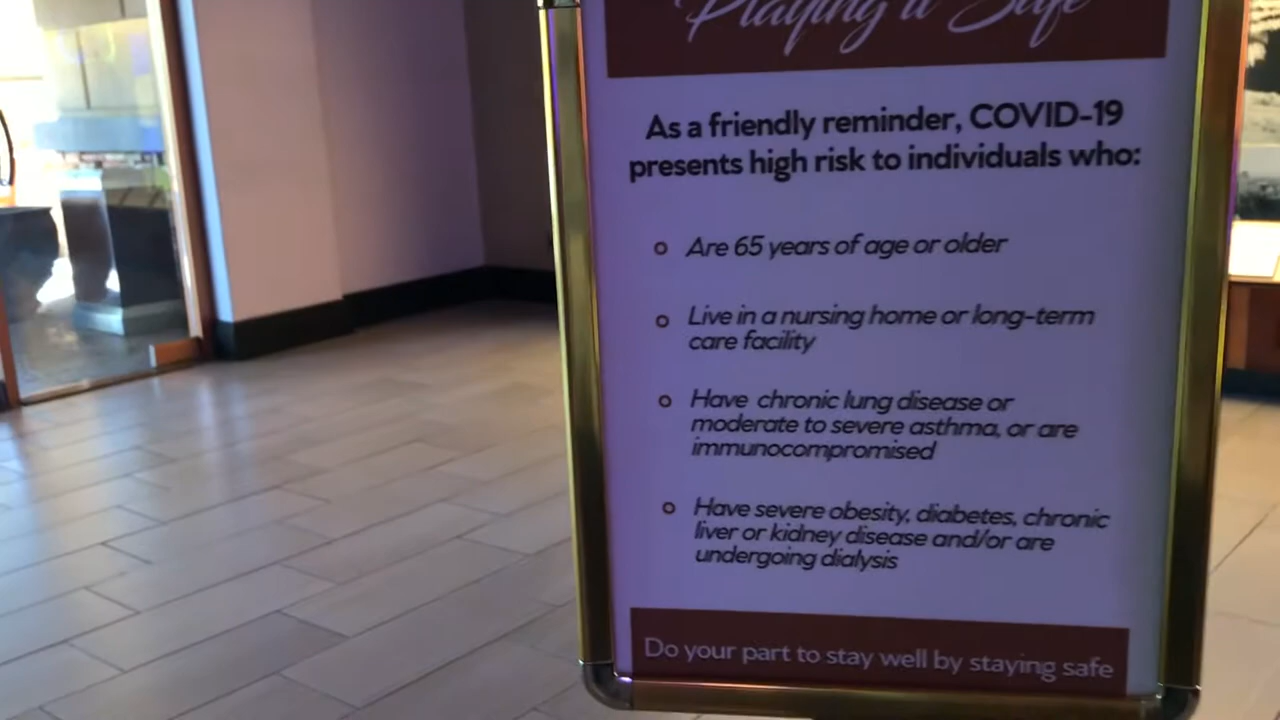 Playing it Safe
As a friendly reminder, COVID-19
presents high risk to individuals who:
Are 65 years of age or older
Live in a nursing home or long-term
care facility
Have chronic lung disease or
moderate to severe asthma, or are
immunocompromised
Have severe obesity, diabetes, chronic
liver or kidney disease and/or are
undergoing dialysis
Do your part to stay well by staying safe